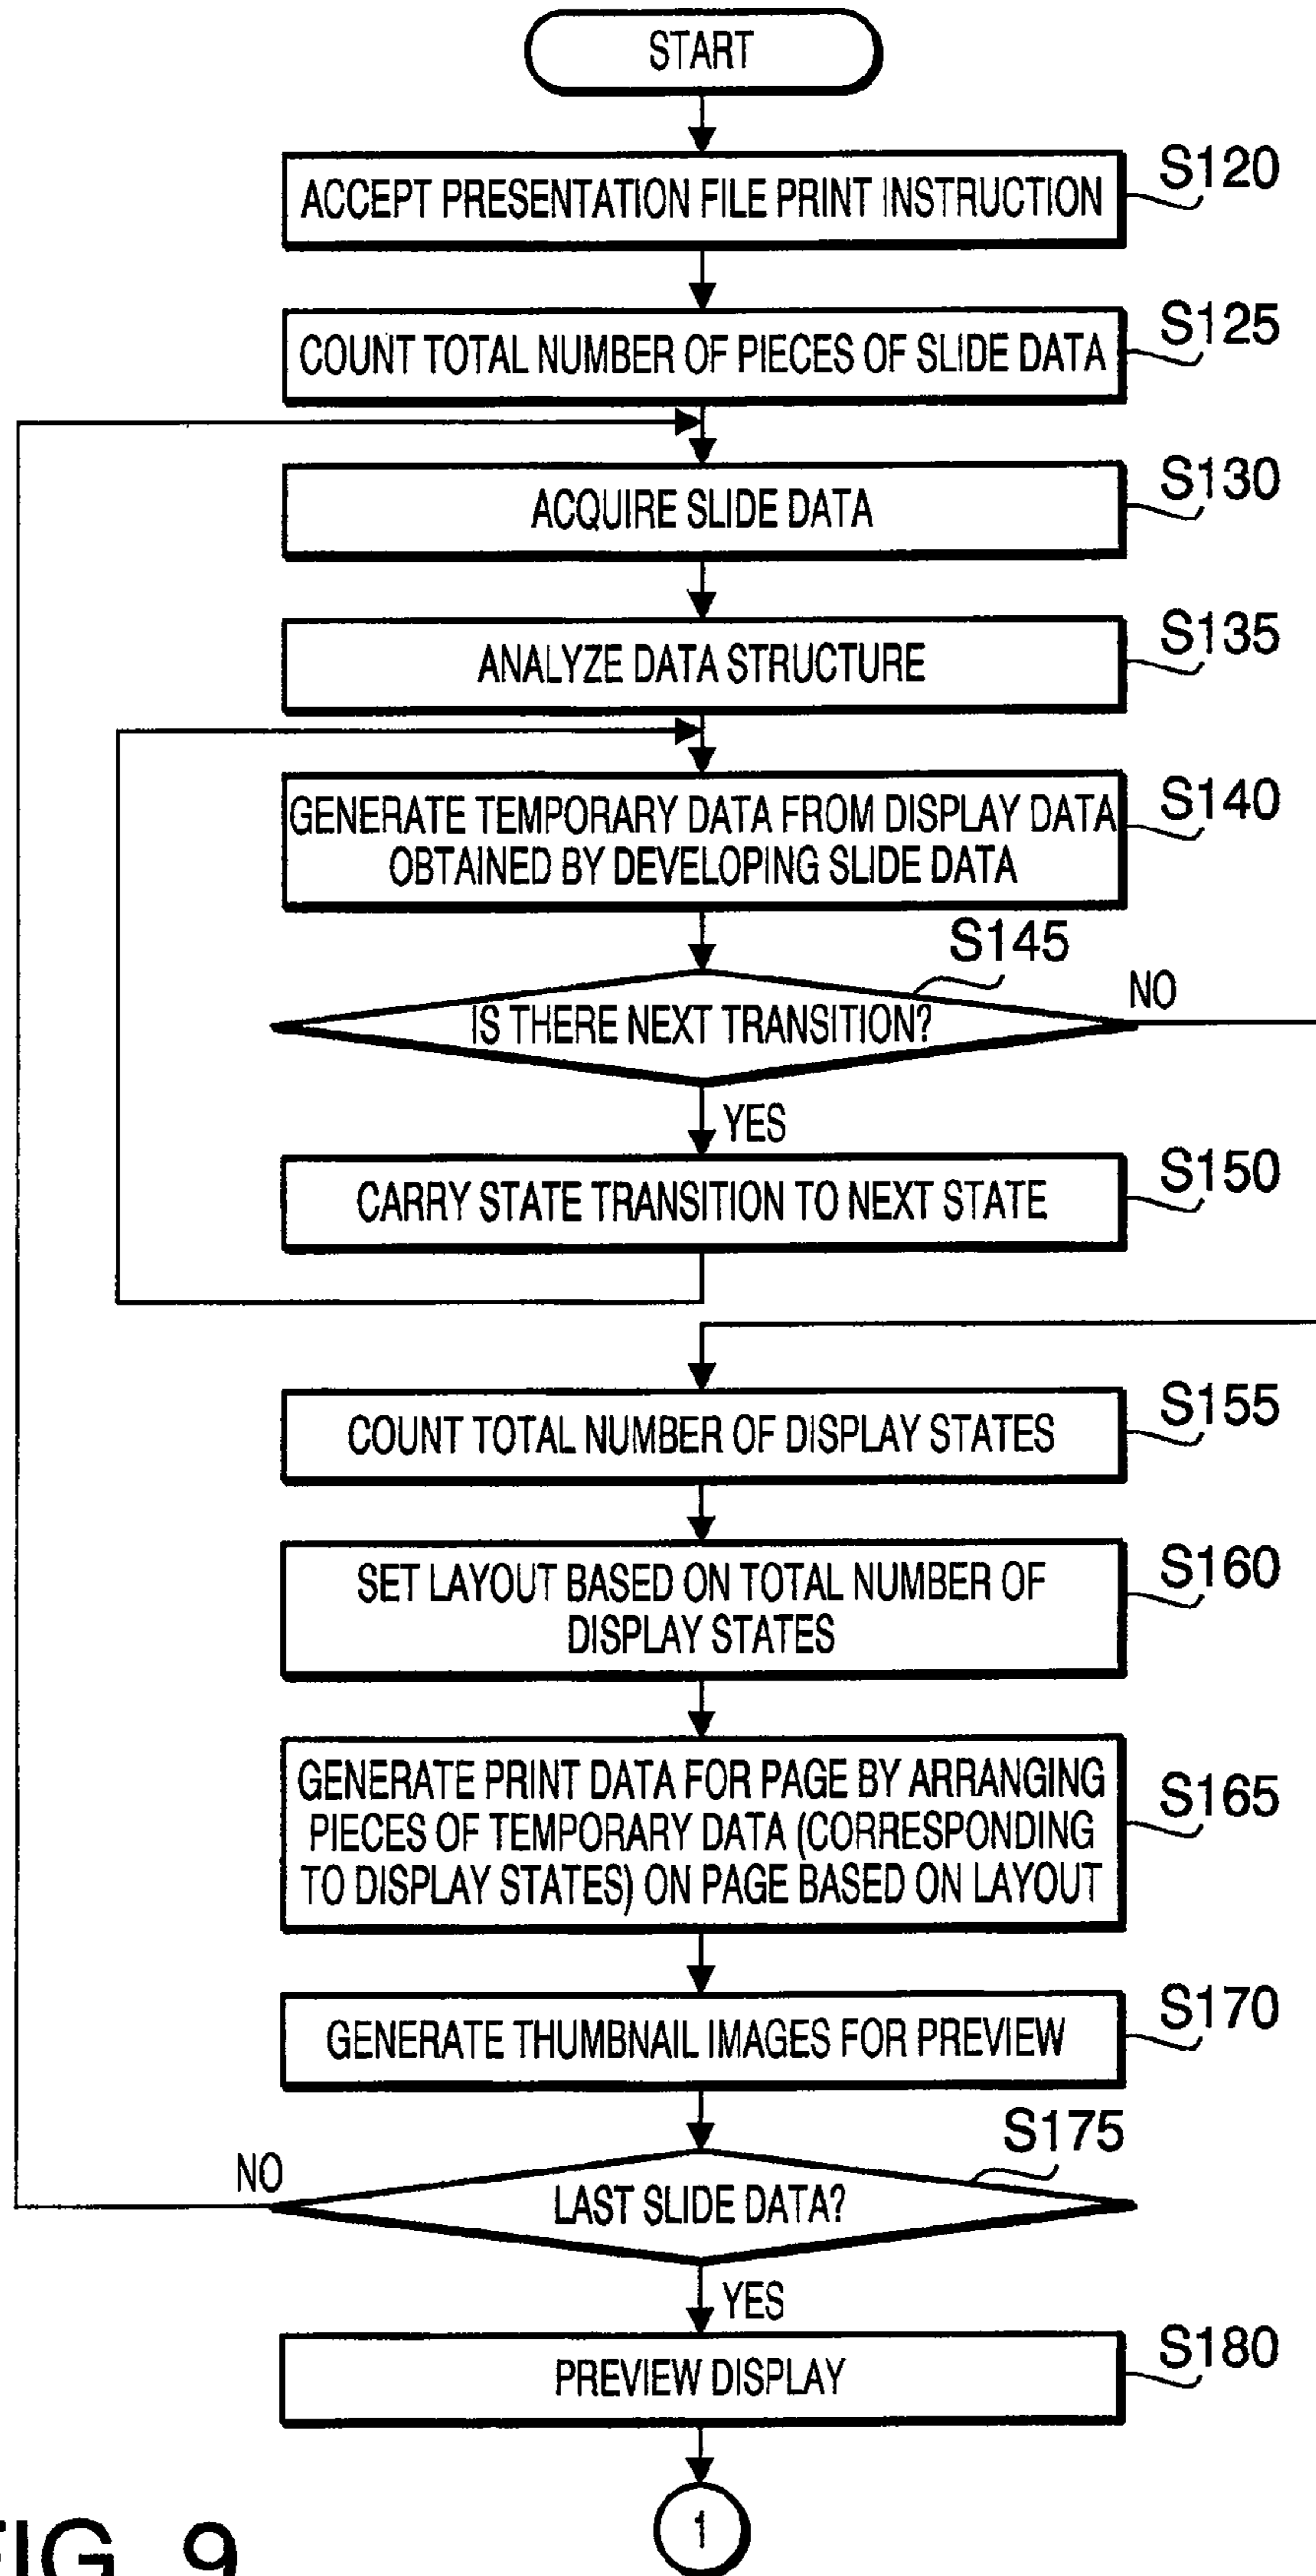 START
ACCEPT PRESENTATION FILE PRINT INSTRUCTION
S120
COUNT TOTAL NUMBER OF PIECES OF SLIDE DATA
S125
ACQUIRE SLIDE DATA
S130
ANALYZE DATA STRUCTURE
S135
GENERATE TEMPORARY DATA FROM DISPLAY DATA
OBTAINED BY DEVELOPING SLIDE DATA
S140
S145
IS THERE NEXT TRANSITION?
NO
YES
CARRY STATE TRANSITION TO NEXT STATE
S150
COUNT TOTAL NUMBER OF DISPLAY STATES
S155
SET LAYOUT BASED ON TOTAL NUMBER OF
DISPLAY STATES
S160
GENERATE PRINT DATA FOR PAGE BY ARRANGING
PIECES OF TEMPORARY DATA (CORRESPONDING
TO DISPLAY STATES) ON PAGE BASED ON LAYOUT
S165
GENERATE THUMBNAIL IMAGES FOR PREVIEW
S170
S175
NO
LAST SLIDE DATA?
YES
PREVIEW DISPLAY
S180
1
FIG. 9